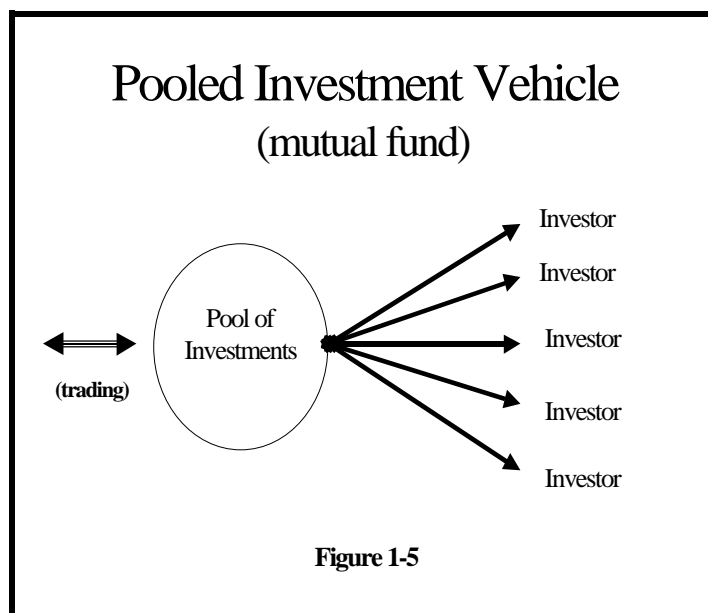 Pooled Investment Vehicle
(mutual fund)
Investor
Investor
Pool of
Investments
Investor
(trading)
Investor
Investor
Figure 1-5